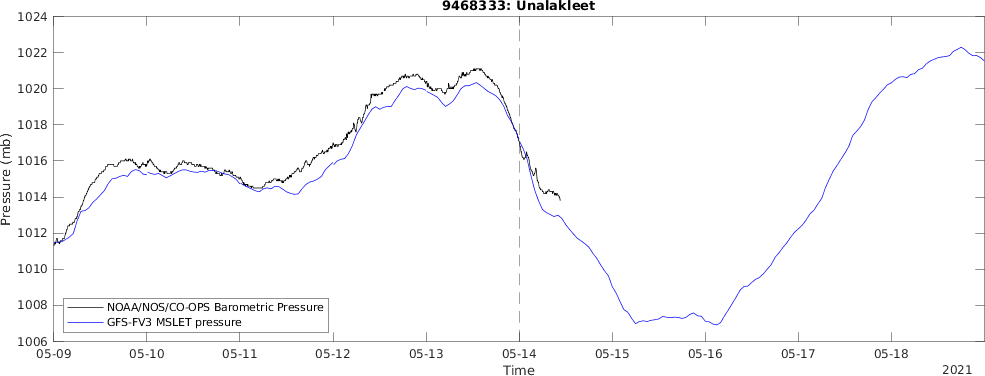 9468333: Unalakleet
1024
1022
1020
1018
1016
1014
1012
1010
1008
1006
Pressure (mb)
NOAA/NOS/CO-OPS Barometric Pressure
GFS-FV3 MSLET pressure
05-09 05-10 05-11 05-12 05-13 05-14 05-15 05-16 05-17 05-18
Time
2021